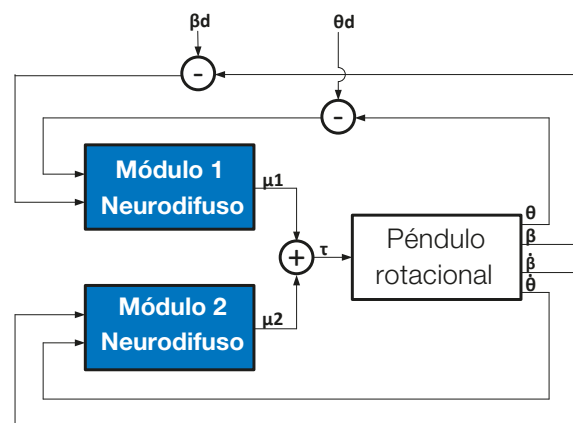 βd
θd
-
-
Módulo 1
Neurodifuso
μ1
+
τ
Péndulo
rotacional
θ
β
β̇
θ̇
Módulo 2
Neurodifuso
μ2